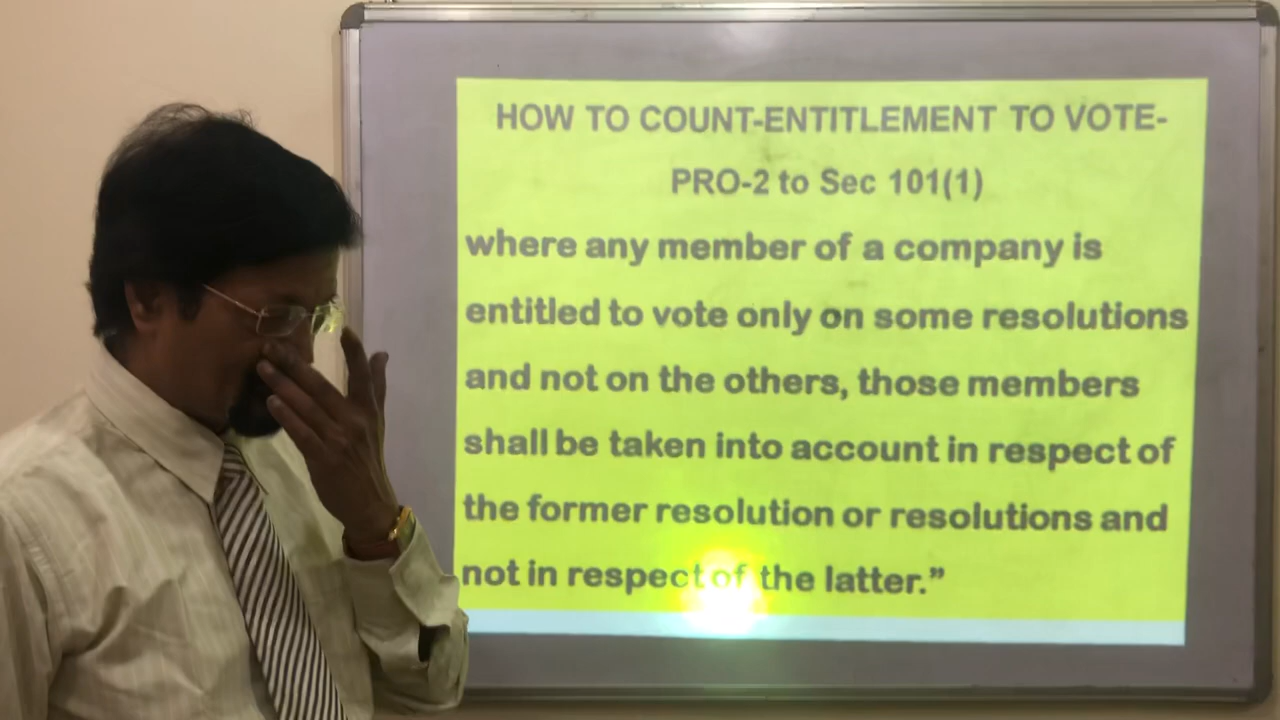 HOW TO COUNT-ENTITLEMENT TO VOTE-
PRO-2 to Sec 101(1)
where any member of a company is
entitled to vote only on some resolutions
and not on the others, those members
shall be taken into account in respect of
the former resolution or resolutions and
not in respect of the latter.”